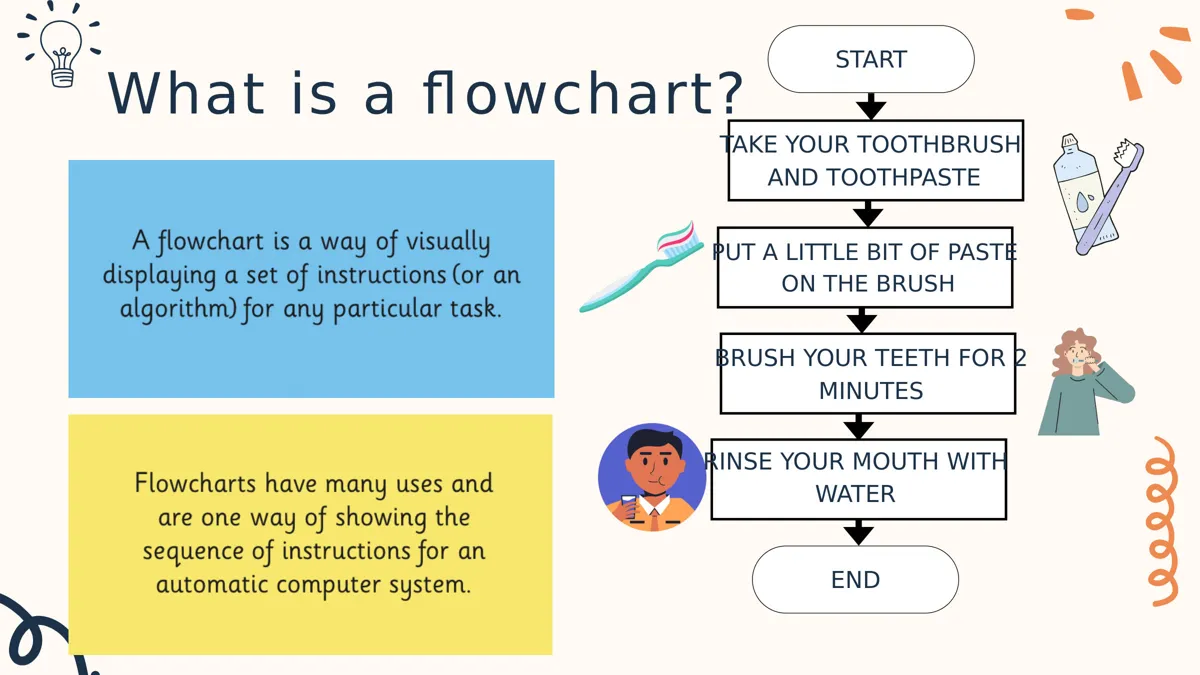 What is a flowchart?
A flowchart is a way of visually
displaying a set of instructions (or an
algorithm) for any particular task.
Flowcharts have many uses and
are one way of showing the
sequence of instructions for an
automatic computer system.
START
TAKE YOUR TOOTHBRUSH
AND TOOTHPASTE
PUT A LITTLE BIT OF PASTE
ON THE BRUSH
BRUSH YOUR TEETH FOR 2
MINUTES
RINSE YOUR MOUTH WITH
WATER
END